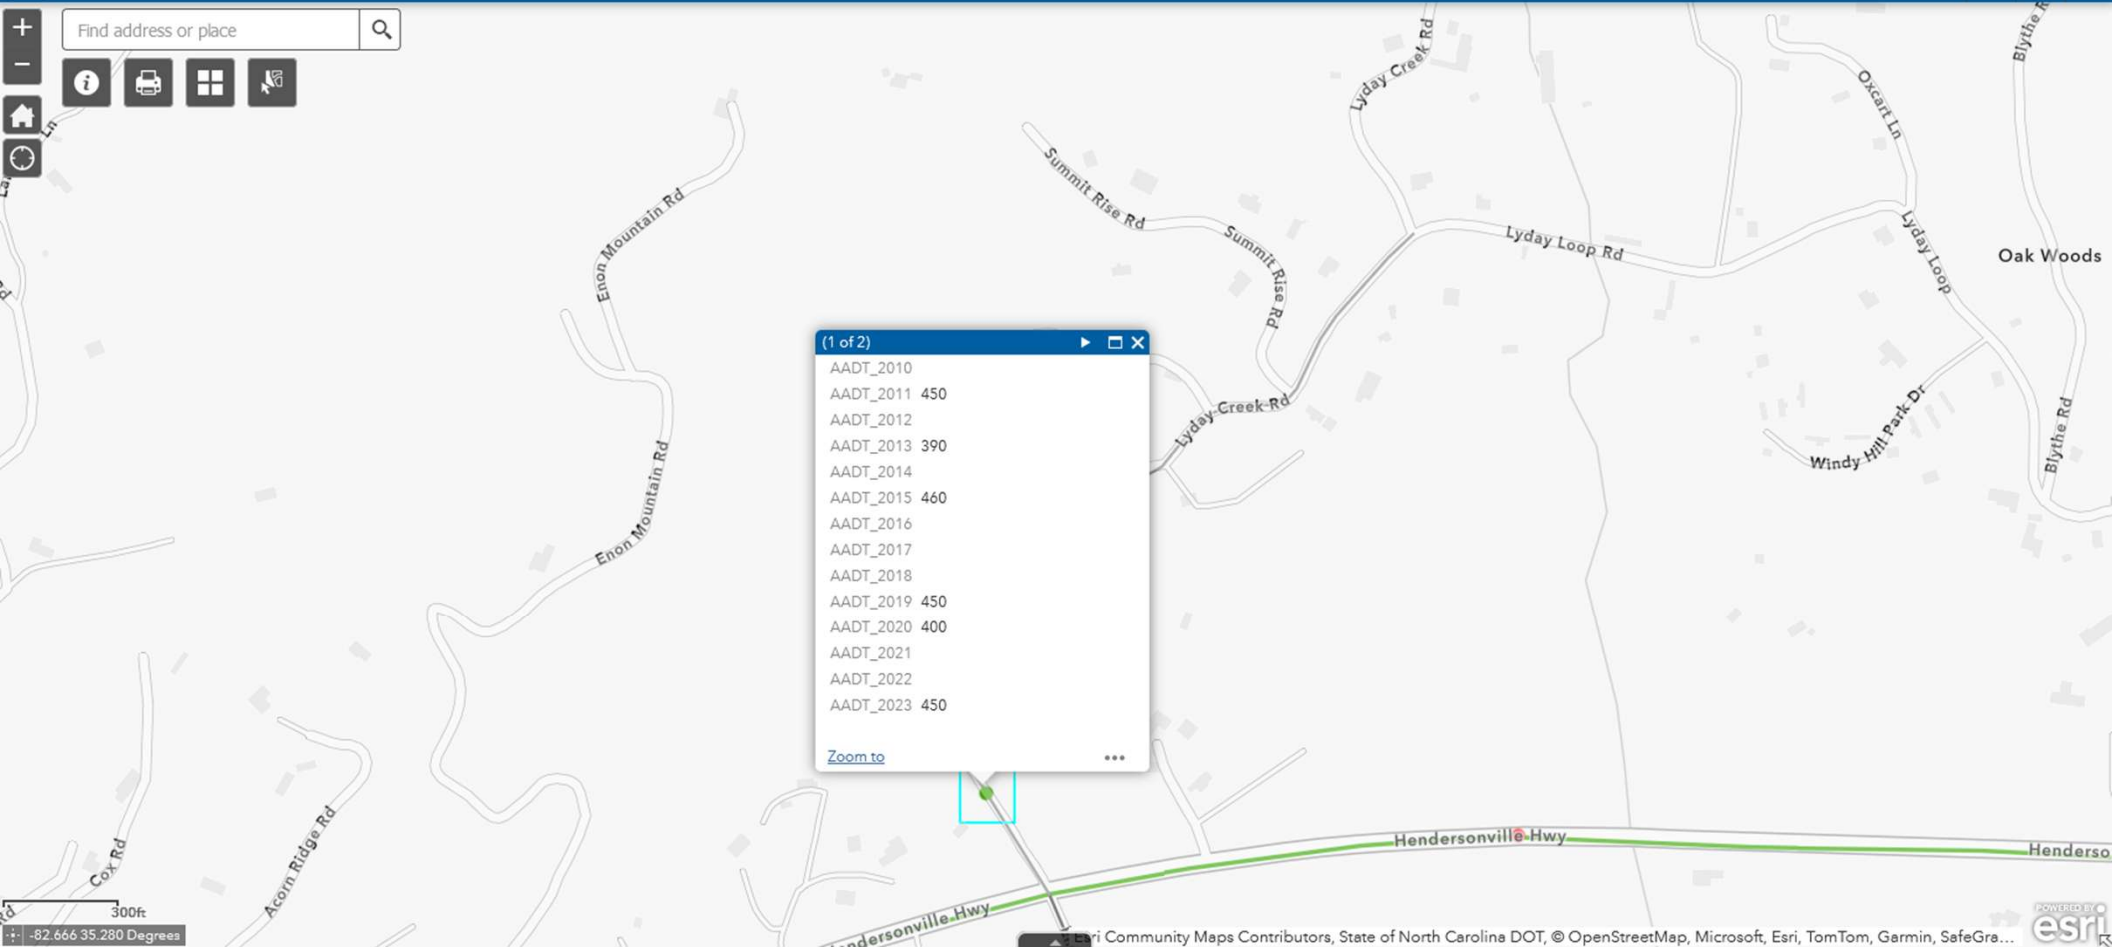 +
Find address or place
−
Ln
Enon Mountain Rd
Summit Rise Rd
Summit Rise Rd
Lyday Creek Rd
Oxcart Ln
Lyday Loop Rd
Lyday Loop
Oak Woods
(1 of 2)
AADT_2010
AADT_2011 450
AADT_2012
AADT_2013 390
AADT_2014
AADT_2015 460
AADT_2016
AADT_2017
AADT_2018
AADT_2019 450
AADT_2020 400
AADT_2021
AADT_2022
AADT_2023 450
Zoom to
Lyday Creek Rd
Windy Hill Park Dr
Blythe Rd
Enon Mountain Rd
Enon Mountain Rd
Cox Rd
Acorn Ridge Rd
Hendersonville Hwy
Henderso
endersonville Hwy
300ft
-82.666 35.280 Degrees
ri Community Maps Contributors, State of North Carolina DOT, © OpenStreetMap, Microsoft, Esri, TomTom, Garmin, SafeGra...
POWERED BY
esri